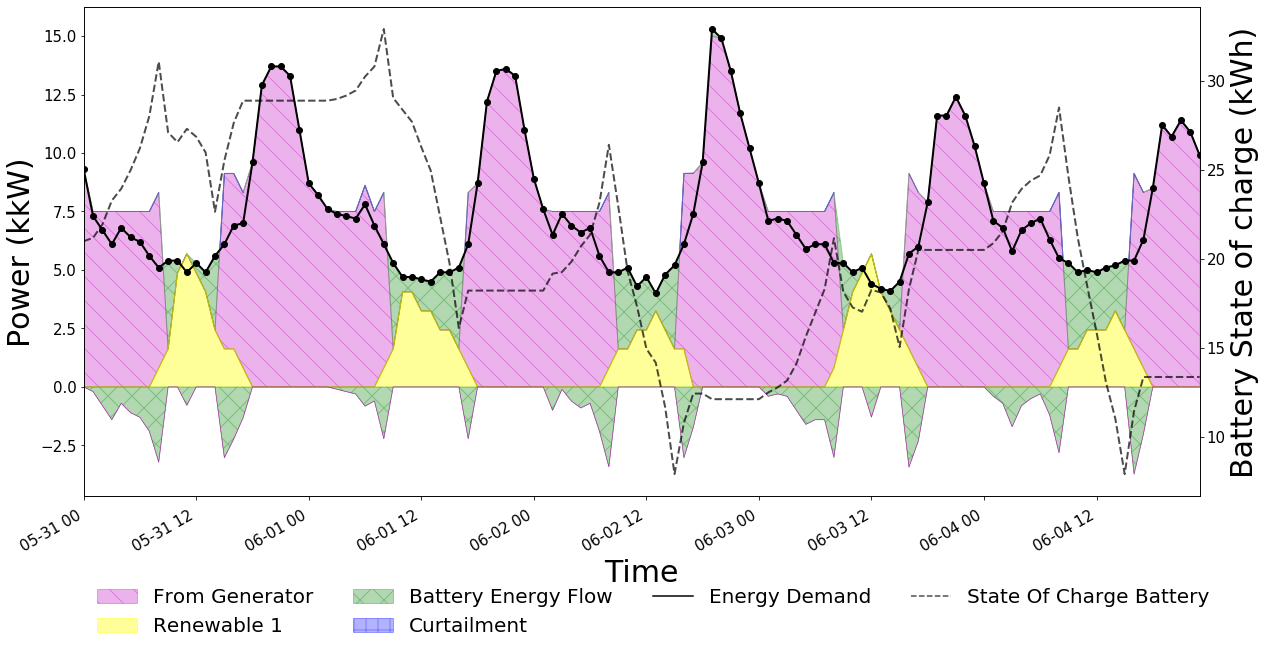 Power (kkW)
15.0
12.5
10.0
7.5
5.0
2.5
0.0
−2.5
30
25
20
15
10
Battery State of charge (kWh)
05-31 00
05-31 12
06-01 00
06-01 12
06-02 00
06-02 12
06-03 00
06-03 12
06-04 00
06-04 12
Time
From Generator
Battery Energy Flow
Energy Demand
State Of Charge Battery
Renewable 1
Curtailment